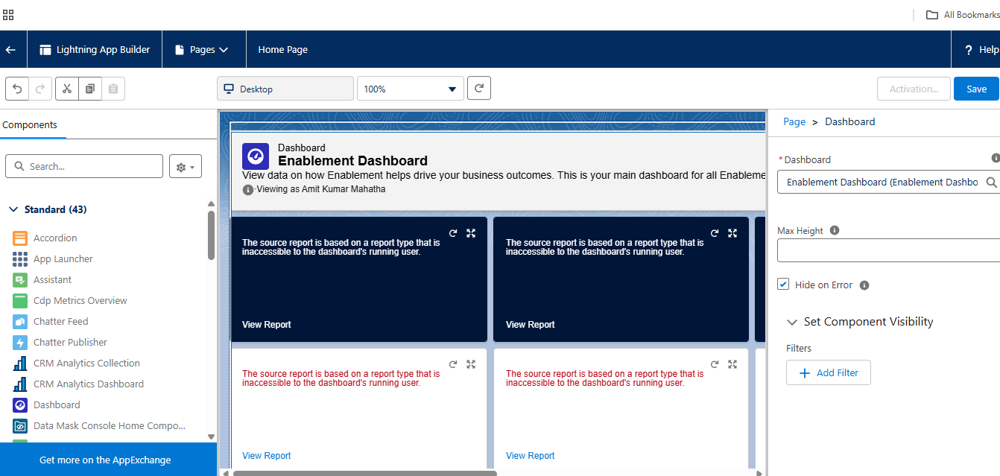 All Bookmarks
Lightning App Builder
Pages
Home Page
? Help
Desktop
100%
Activation...
Save
Components
Search...
Standard (43)
Accordion
App Launcher
Assistant
Cdp Metrics Overview
Chatter Feed
Chatter Publisher
CRM Analytics Collection
CRM Analytics Dashboard
Dashboard
Data Mask Console Home Compo...
Get more on the AppExchange
Dashboard
Enablement Dashboard
View data on how Enablement helps drive your business outcomes. This is your main dashboard for all Enableme
Viewing as Amit Kumar Mahatha
The source report is based on a report type that is
inaccessible to the dashboard's running user.
View Report
The source report is based on a report type that is
inaccessible to the dashboard's running user.
View Report
The source report is based on a report type that is
inaccessible to the dashboard's running user.
View Report
The source report is based on a report type that is
inaccessible to the dashboard's running user.
View Report
Page > Dashboard
* Dashboard
Enablement Dashboard (Enablement Dashbo
Max Height
Hide on Error
Set Component Visibility
Filters
Add Filter